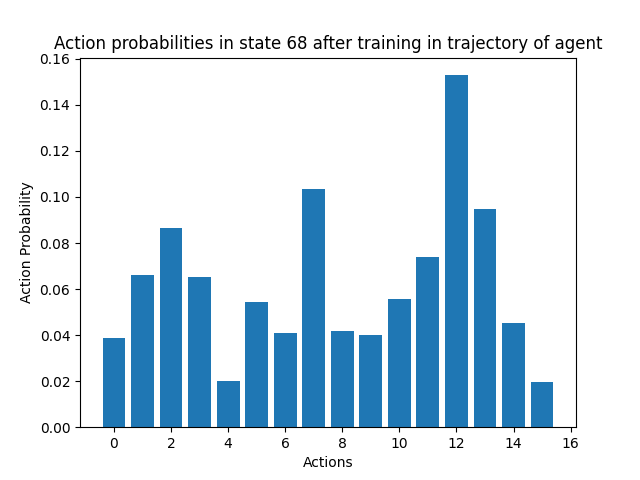 Action probabilities in state 68 after training in trajectory of agent
0.16
0.14
0.12
0.10
0.08
0.06
0.04
0.02
0.00
Action Probability
0 2 4 6 8 10 12 14 16
Actions